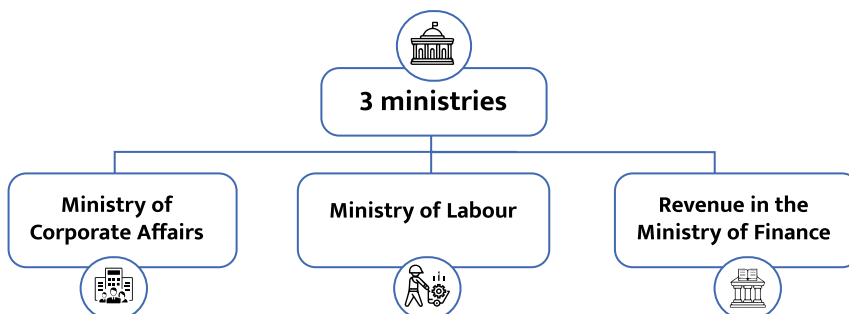 3 ministries
Ministry of
Corporate Affairs
Ministry of Labour
Revenue in the
Ministry of Finance